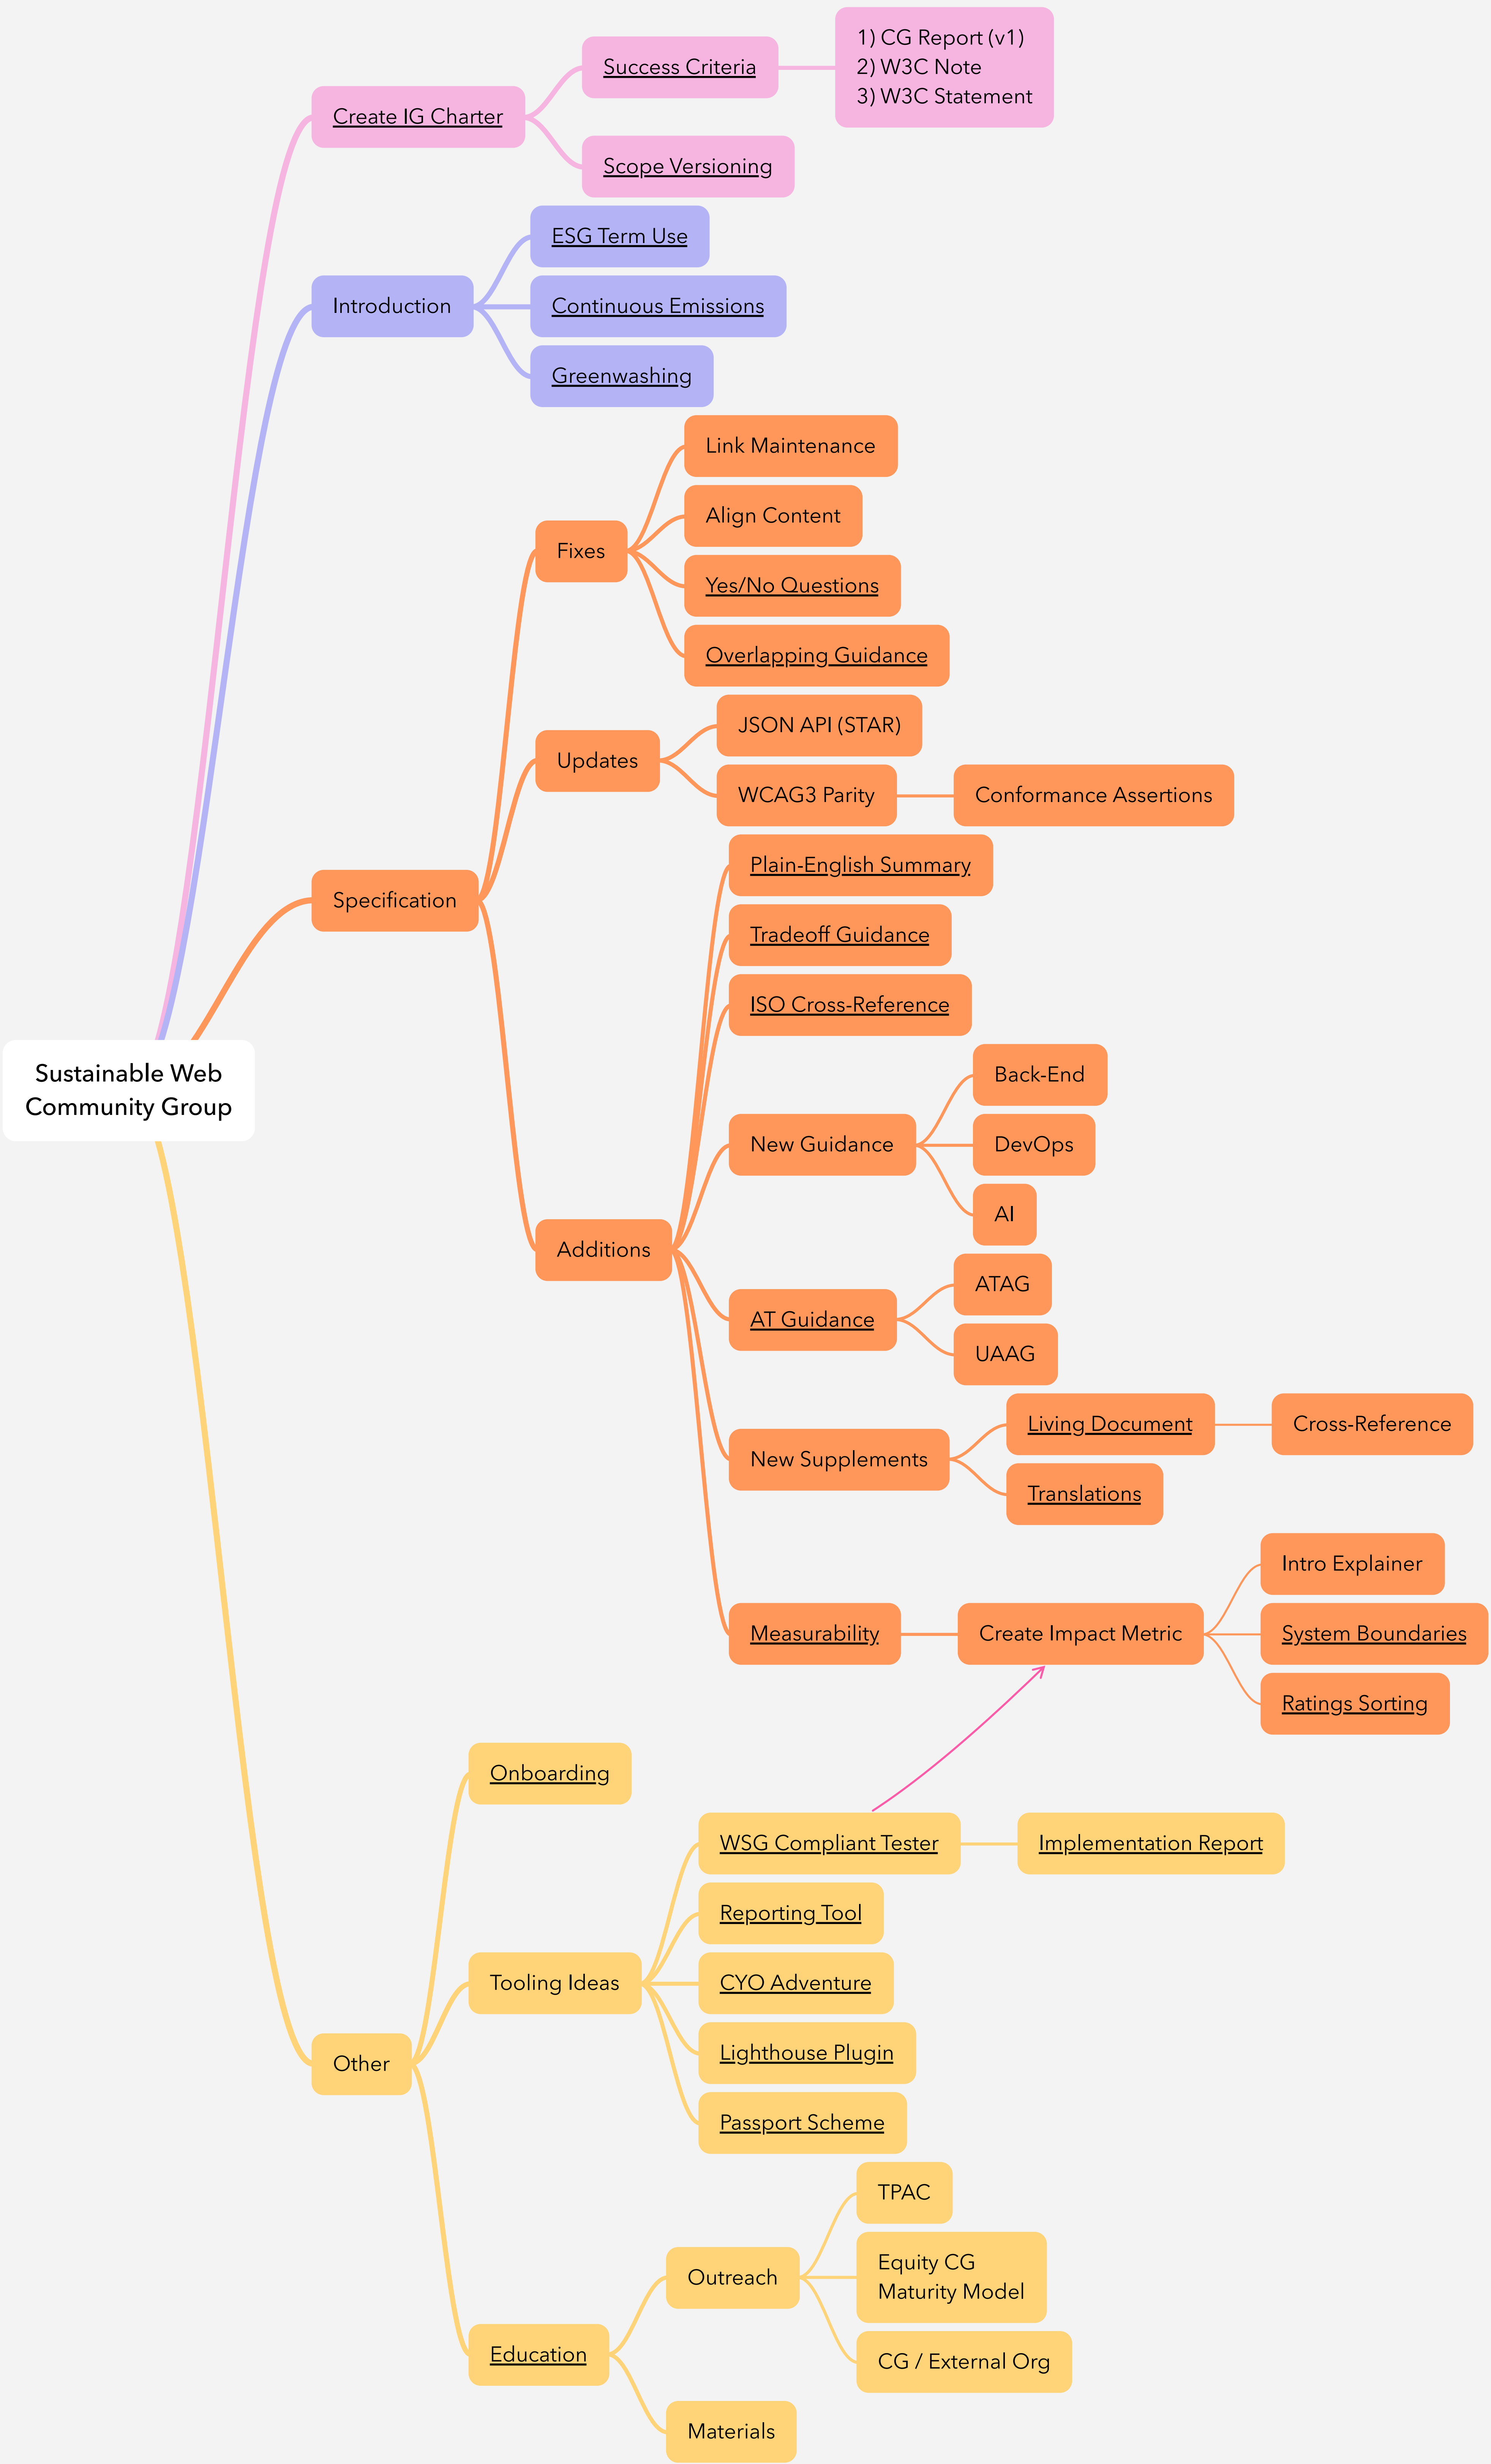 1) CG Report (v1)
2) W3C Note
3) W3C Statement
Success Criteria
Create IG Charter
Scope Versioning
ESG Term Use
Introduction
Continuous Emissions
Greenwashing
Link Maintenance
Align Content
Fixes
Yes/No Questions
Overlapping Guidance
JSON API (STAR)
Updates
WCAG3 Parity
Conformance Assertions
Plain-English Summary
Specification
Tradeoff Guidance
ISO Cross-Reference
Sustainable Web
Community Group
Back-End
New Guidance
DevOps
AI
Additions
ATAG
AT Guidance
UAAG
Living Document
Cross-Reference
New Supplements
Translations
Intro Explainer
Measurability
Create Impact Metric
System Boundaries
Ratings Sorting
Onboarding
WSG Compliant Tester
Implementation Report
Reporting Tool
Tooling Ideas
CYO Adventure
Lighthouse Plugin
Other
Passport Scheme
TPAC
Outreach
Equity CG
Maturity Model
CG / External Org
Education
Materials